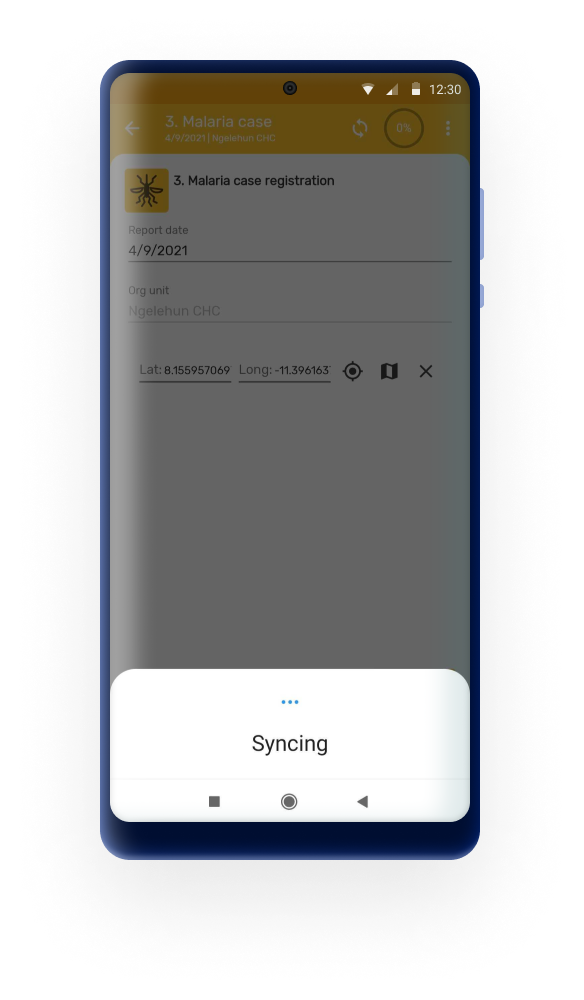 12:30
3. Malaria case
4/9/2021 | Ngelehun CHC
0%
3. Malaria case registration
Report date
4/9/2021
Org unit
Ngelehun CHC
Lat: 8.155957069 Long: -11.396163
Syncing